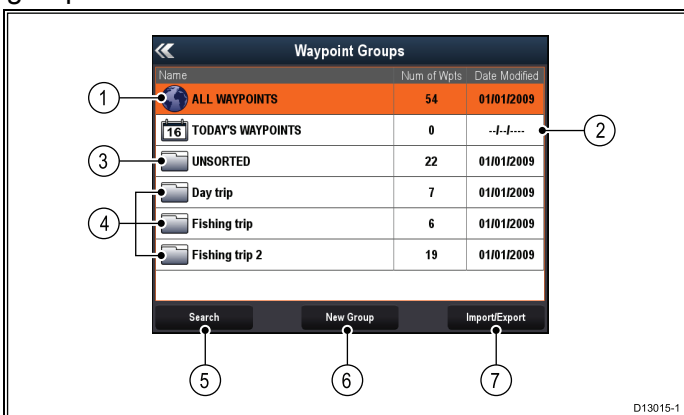 Waypoint Groups
Name Num of Wpts Date Modified
1 ALL WAYPOINTS 54 01/01/2009
16 TODAY'S WAYPOINTS 0 --/--/---- 2
3 UNSORTED 22 01/01/2009
Day trip 7 01/01/2009
4 Fishing trip 6 01/01/2009
Fishing trip 2 19 01/01/2009
Search New Group Import/Export
5 6 7
D13015-1